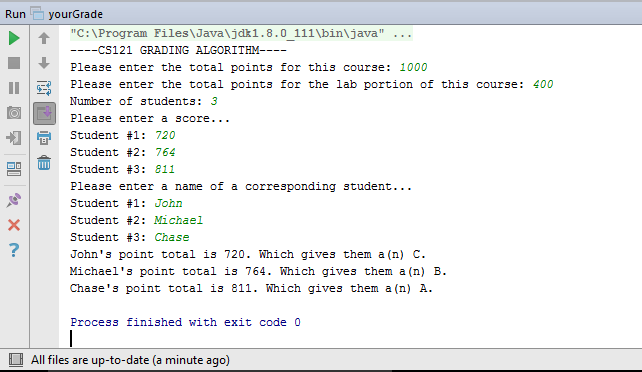 Run yourGrade
"C:\Program Files\Java\jdk1.8.0_111\bin\java" ...
----CS121 GRADING ALGORITHM----
Please enter the total points for this course: 1000
Please enter the total points for the lab portion of this course: 400
Number of students: 3
Please enter a score...
Student #1: 720
Student #2: 764
Student #3: 811
Please enter a name of a corresponding student...
Student #1: John
Student #2: Michael
Student #3: Chase
John's point total is 720. Which gives them a(n) C.
Michael's point total is 764. Which gives them a(n) B.
Chase's point total is 811. Which gives them a(n) A.
Process finished with exit code 0
All files are up-to-date (a minute ago)